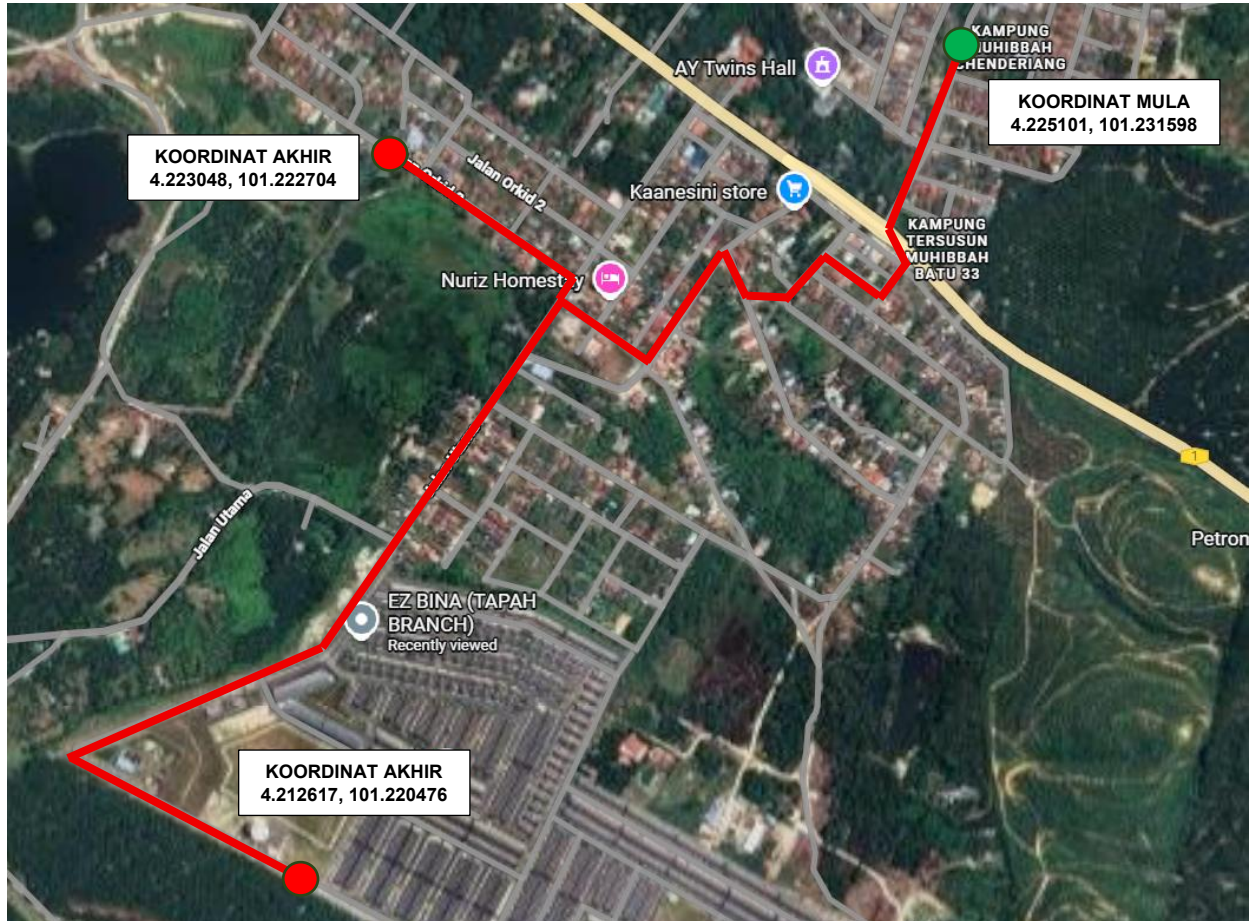 KAMPUNG
MUHIBBAH
CHENDERIANG
AY Twins Hall
KOORDINAT MULA
4.225101, 101.231598
KOORDINAT AKHIR
4.223048, 101.222704
Jalan Orkid 2
Kaanesini store
KAMPUNG
TERSUSUN
MUHIBBAH
BATU 33
Nuriz Homestay
1
Jalan Utama
Petron
EZ BINA (TAPAH
BRANCH)
Recently viewed
KOORDINAT AKHIR
4.212617, 101.220476